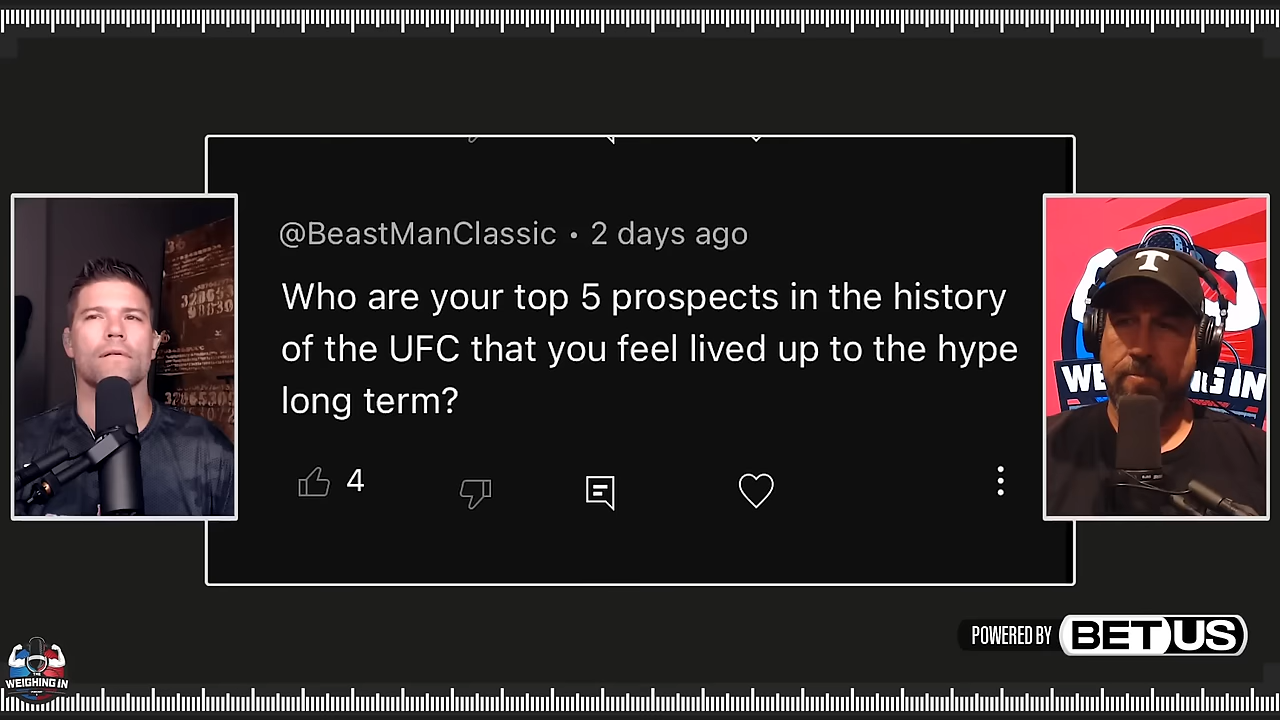 @BeastManClassic • 2 days ago
Who are your top 5 prospects in the history
of the UFC that you feel lived up to the hype
long term?
4
T
POWERED BY BETUS
THE
WEIGHING IN